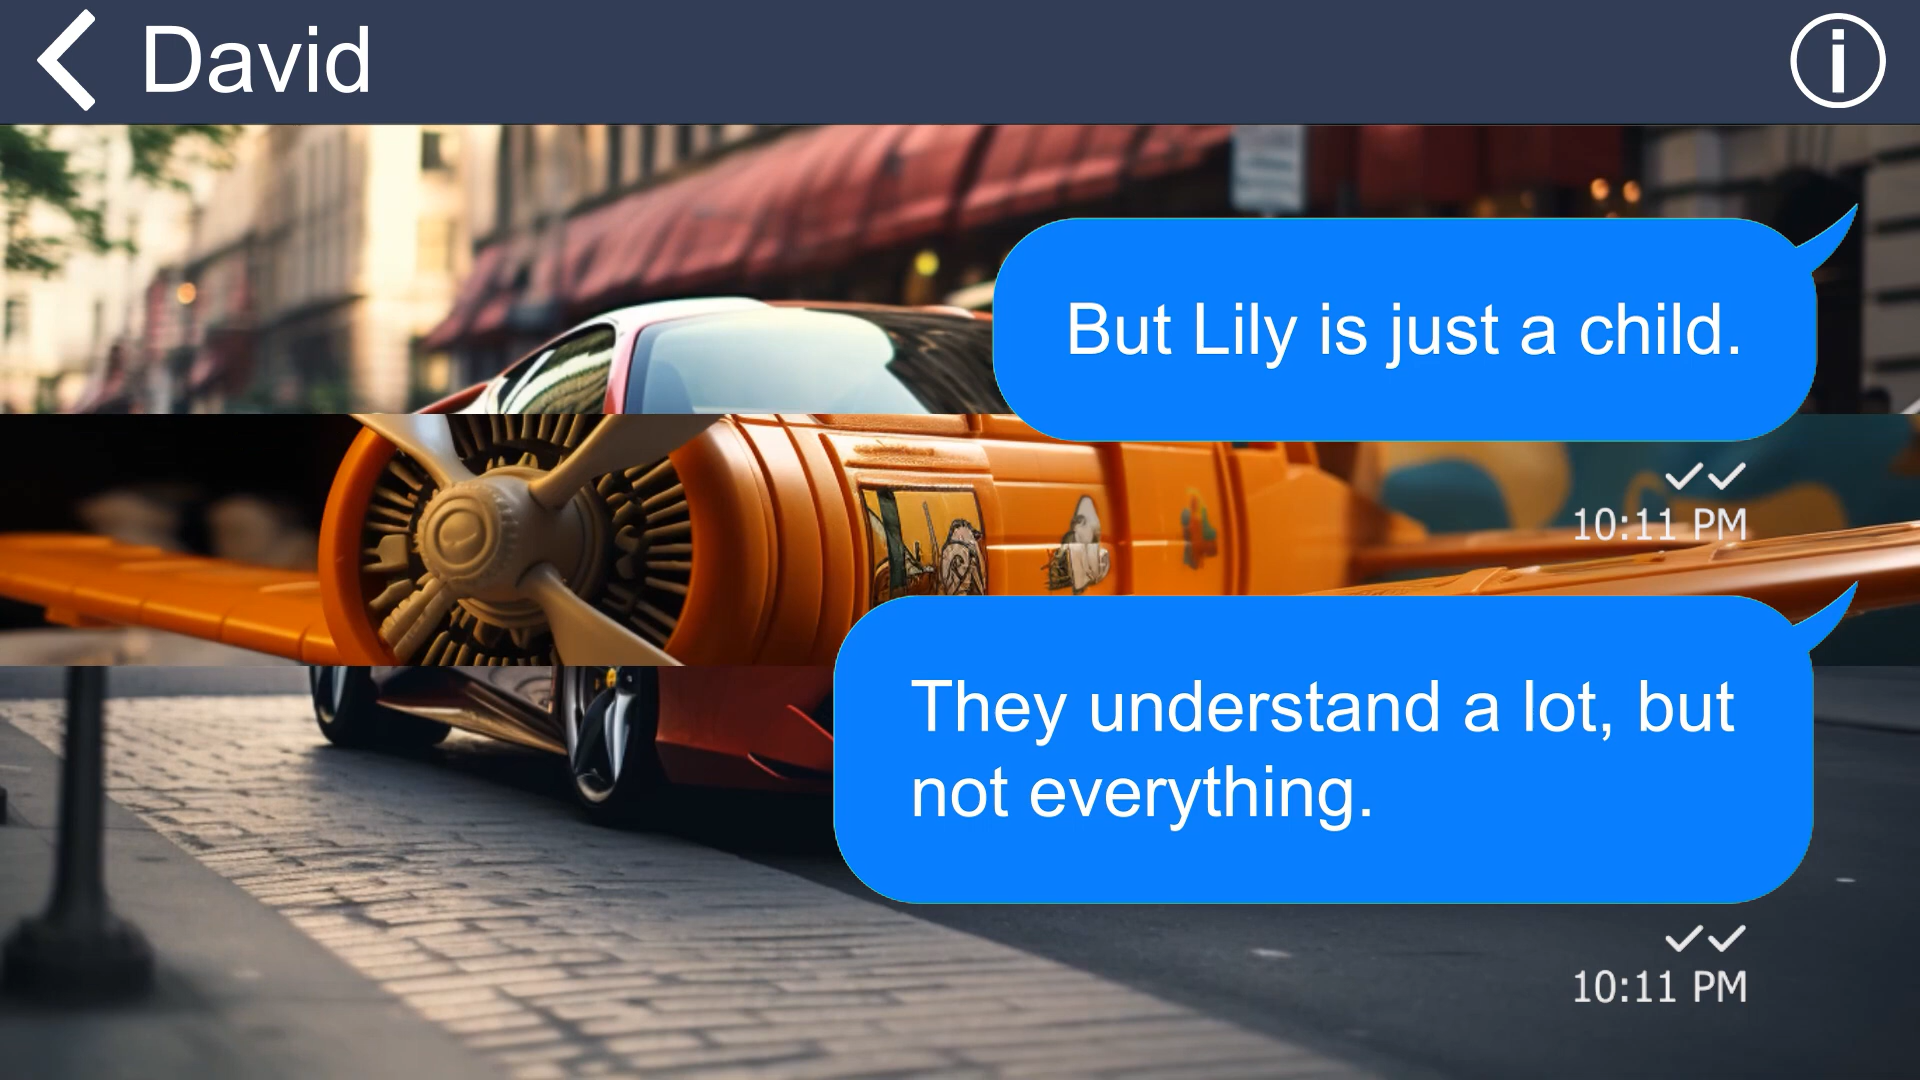 David
But Lily is just a child.
10:11 PM
They understand a lot, but
not everything.
10:11 PM